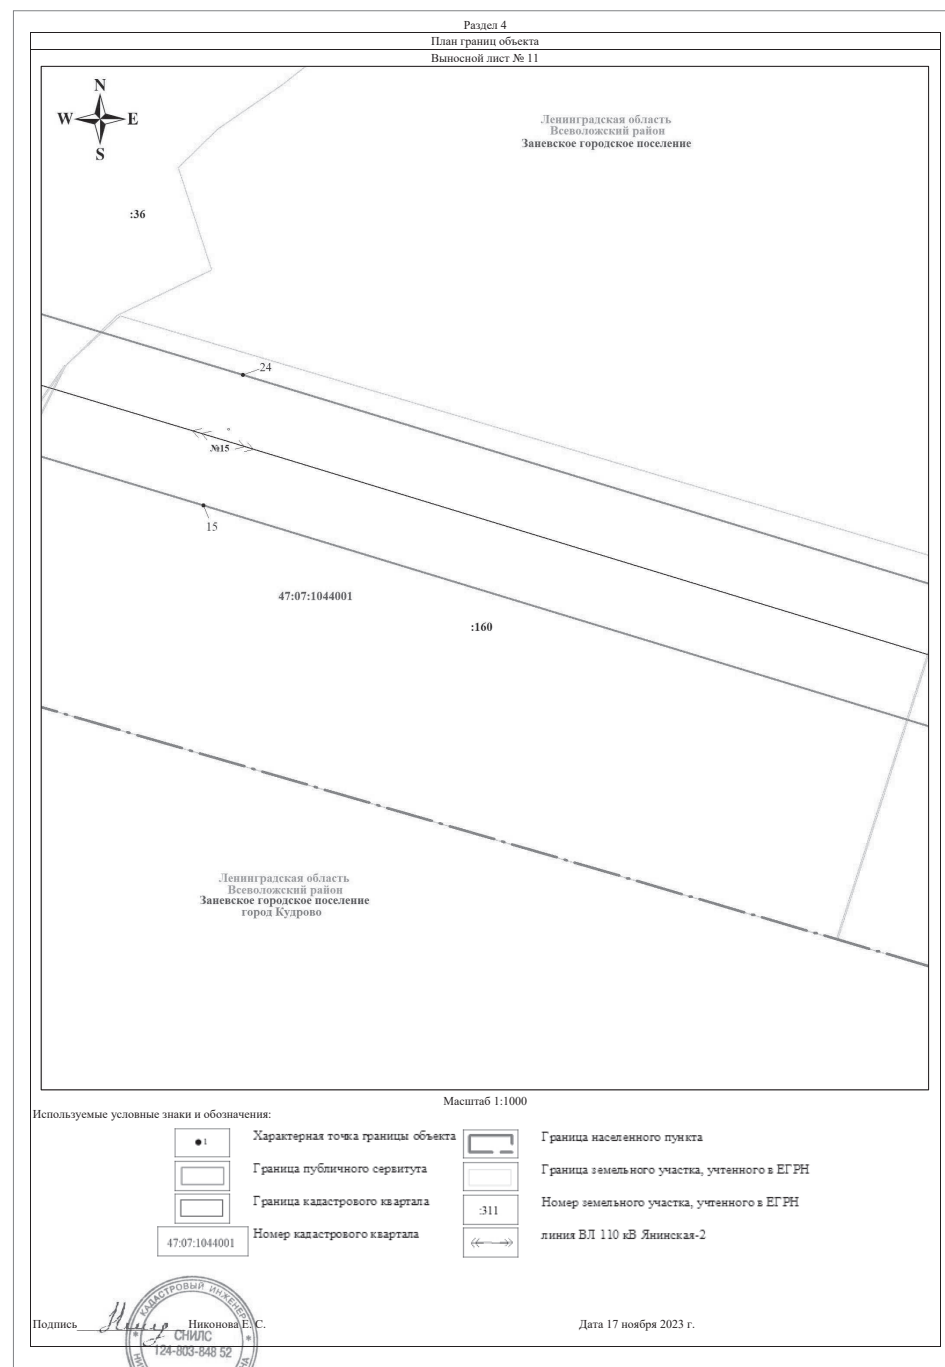 Раздел 4
План границ объекта
Выносной лист № 11
N
W E
S
Ленинградская область
Всеволожский район
Заневское городское поселение
:36
24
№15
15
47:07:1044001
:160
Ленинградская область
Всеволожский район
Заневское городское поселение
город Кудрово
Масштаб 1:1000
Используемые условные знаки и обозначения:
1 Характерная точка границы объекта
Граница населенного пункта
Граница публичного сервитута
Граница земельного участка, учтенного в ЕГРН
Граница кадастрового квартала
:311 Номер земельного участка, учтенного в ЕГРН
47:07:1044001 Номер кадастрового квартала
линия ВЛ 110 кВ Янинская-2
Подпись Никонова Е. С. Дата 17 ноября 2023 г.
КАДАСТРОВЫЙ ИНЖЕНЕР
СНИЛС
124-803-848 52